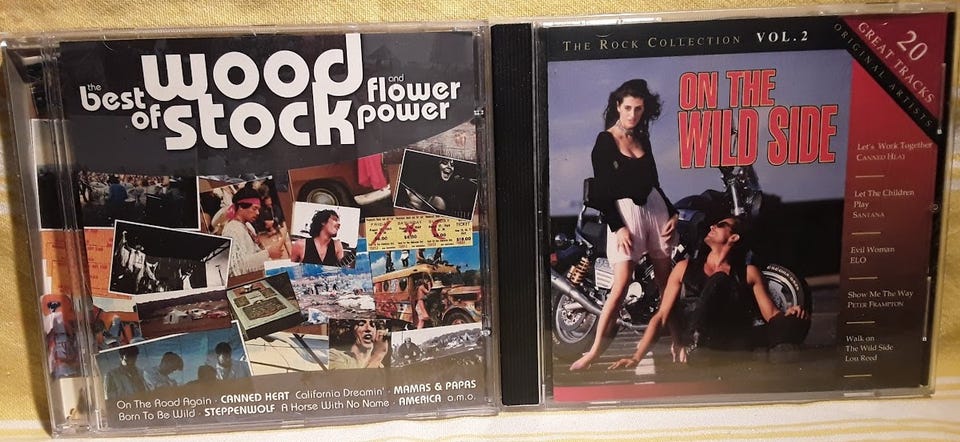 the best of wood stock and flower power
On The Road Again · CANNED HEAT California Dreamin' · MAMAS & PAPAS
Born To Be Wild · STEPPENWOLF A Horse With No Name · AMERICA a.m.o.
THE ROCK COLLECTION VOL.2
20
GREAT TRACKS
ORIGINAL ARTISTS
ON THE
WILD SIDE
Let's Work Together
CANNED HEAT
Let The Children
Play
SANTANA
Evil Woman
ELO
Show Me The Way
PETER FRAMPTON
Walk on
The Wild Side
Lou Reed